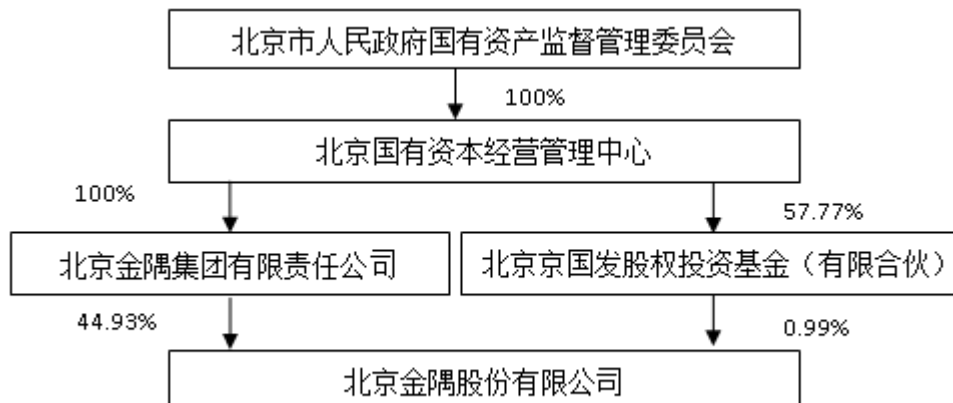 北京市人民政府国有资产监督管理委员会
100%
北京国有资本经营管理中心
100%
57.77%
北京金隅集团有限责任公司
北京京国发股权投资基金（有限合伙）
44.93%
0.99%
北京金隅股份有限公司